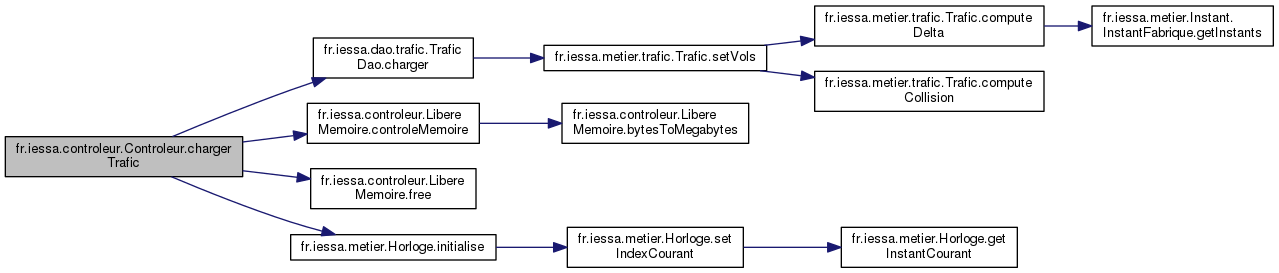 fr.iessa.controleur.Controleur.charger
Trafic
fr.iessa.dao.trafic.Trafic
Dao.charger
fr.iessa.metier.trafic.Trafic.setVols
fr.iessa.metier.trafic.Trafic.compute
Delta
fr.iessa.metier.Instant.
InstantFabrique.getInstants
fr.iessa.metier.trafic.Trafic.compute
Collision
fr.iessa.controleur.Libere
Memoire.controleMemoire
fr.iessa.controleur.Libere
Memoire.bytesToMegabytes
fr.iessa.controleur.Libere
Memoire.free
fr.iessa.metier.Horloge.initialise
fr.iessa.metier.Horloge.set
IndexCourant
fr.iessa.metier.Horloge.get
InstantCourant